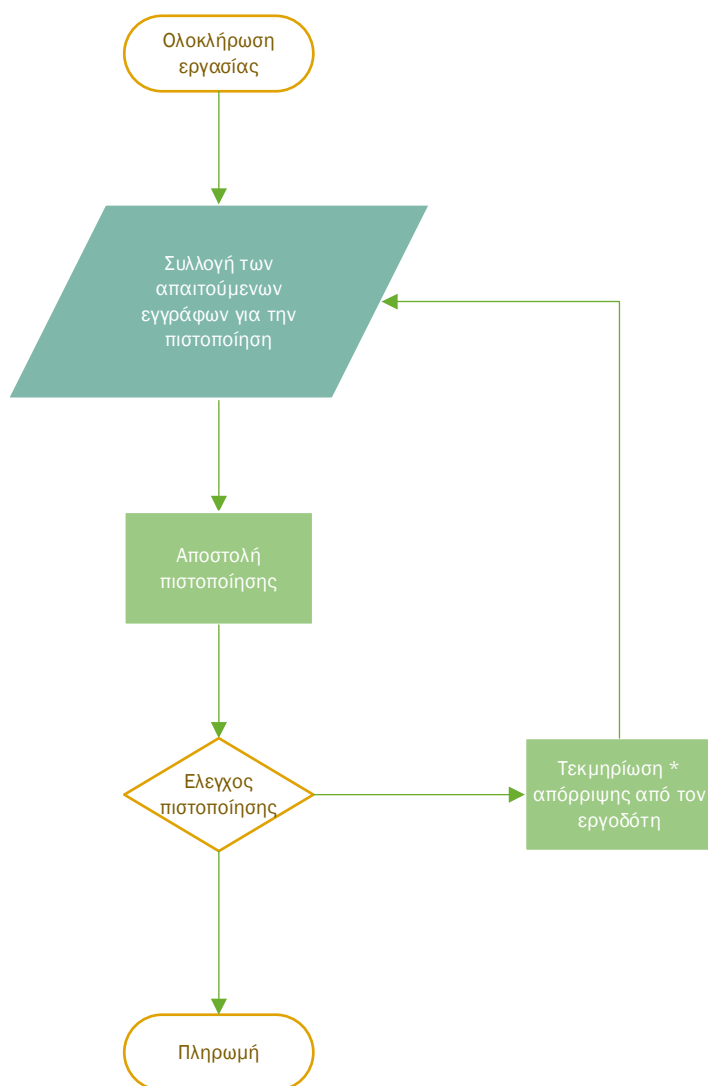 Ολοκλήρωση
εργασίας
Συλλογή των
απαιτούμενων
εγγράφων για την
πιστοποίηση
Αποστολή
πιστοποίησης
Ελεγχος
πιστοποίησης
Τεκμηρίωση *
απόρριψης από τον
εργοδότη
Πληρωμή